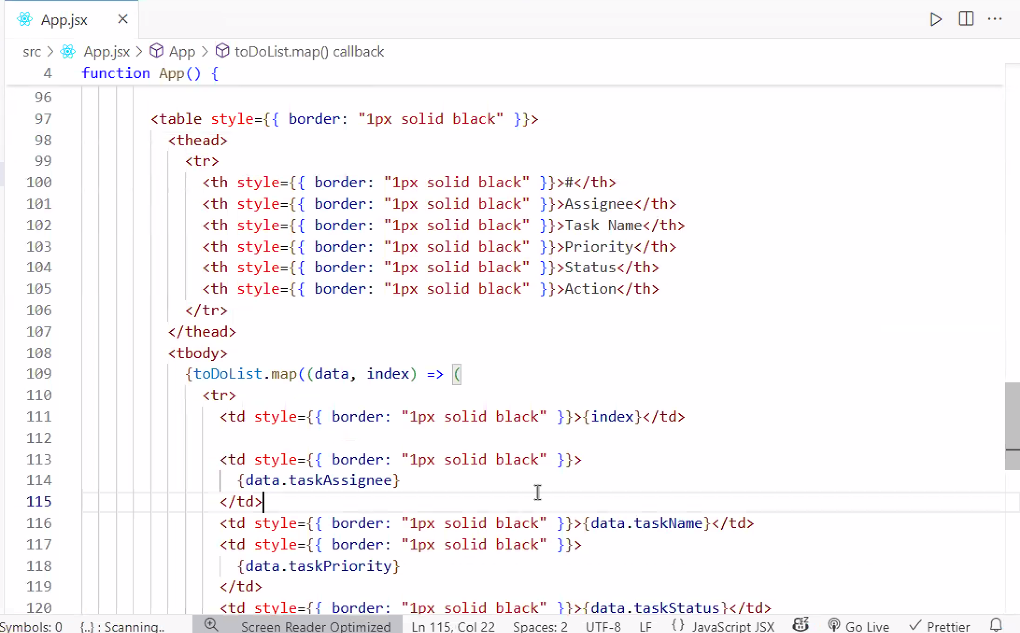 App.jsx
src > App.jsx > App > toDoList.map() callback
4 function App() {
96
97 <table style={{ border: "1px solid black" }}>
98 <thead>
99 <tr>
100 <th style={{ border: "1px solid black" }}>#</th>
101 <th style={{ border: "1px solid black" }}>Assignee</th>
102 <th style={{ border: "1px solid black" }}>Task Name</th>
103 <th style={{ border: "1px solid black" }}>Priority</th>
104 <th style={{ border: "1px solid black" }}>Status</th>
105 <th style={{ border: "1px solid black" }}>Action</th>
106 </tr>
107 </thead>
108 <tbody>
109 {toDoList.map((data, index) => (
110 <tr>
111 <td style={{ border: "1px solid black" }}>{index}</td>
112
113 <td style={{ border: "1px solid black" }}>
114 {data.taskAssignee}
115 </td>
116 <td style={{ border: "1px solid black" }}>{data.taskName}</td>
117 <td style={{ border: "1px solid black" }}>
118 {data.taskPriority}
119 </td>
120 <td style={{ border: "1px solid black" }}>{data.taskStatus}</td>
Symbols: 0 {..} : Scanning.. Screen Reader Optimized Ln 115, Col 22 Spaces: 2 UTF-8 LF {} JavaScript JSX Go Live Prettier